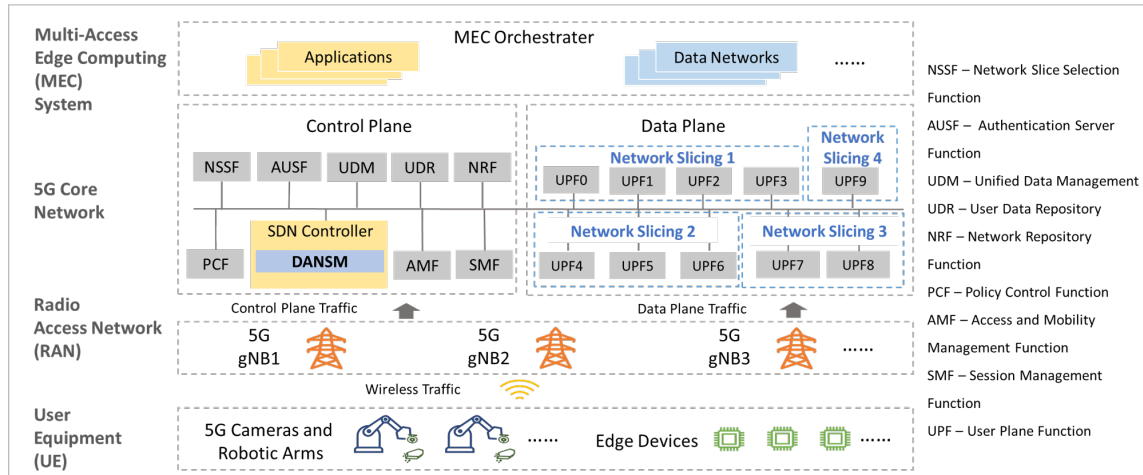 Multi-Access
Edge Computing
(MEC)
System
MEC Orchestrater
Applications
Data Networks
......
5G Core
Network
Control Plane
NSSF
AUSF
UDM
UDR
NRF
SDN Controller
DANSM
PCF
AMF
SMF
Data Plane
Network Slicing 1
Network
Slicing 4
UPF0
UPF1
UPF2
UPF3
UPF9
Network Slicing 2
Network Slicing 3
UPF4
UPF5
UPF6
UPF7
UPF8
Control Plane Traffic
Data Plane Traffic
Radio
Access Network
(RAN)
5G
gNB1
5G
gNB2
5G
gNB3
......
Wireless Traffic
User
Equipment
(UE)
5G Cameras and
Robotic Arms
......
Edge Devices
......
NSSF – Network Slice Selection
Function
AUSF – Authentication Server
Function
UDM – Unified Data Management
UDR – User Data Repository
NRF – Network Repository
Function
PCF – Policy Control Function
AMF – Access and Mobility
Management Function
SMF – Session Management
Function
UPF – User Plane Function